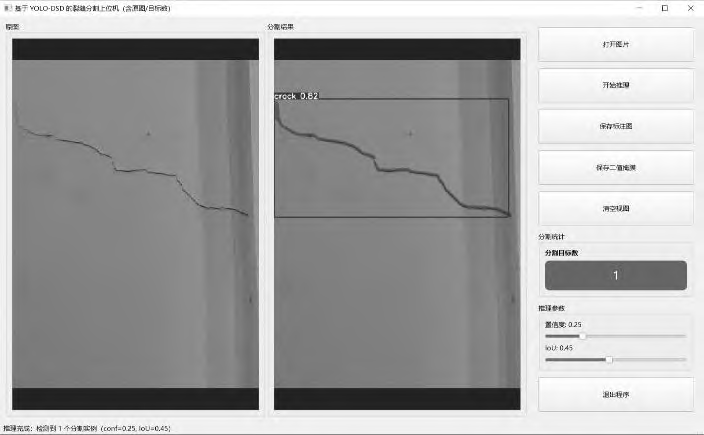 基于 YOLO-DSD 的裂缝分割上位机 (含原图/目标数)
原图
分割结果
crack 0.82
打开图片
开始推理
保存标注图
保存二值掩膜
清空视图
分割统计
分割目标数
1
推理参数
置信度: 0.25
IoU: 0.45
退出程序
推理完成：检测到 1 个分割实例 (conf=0.25, IoU=0.45)